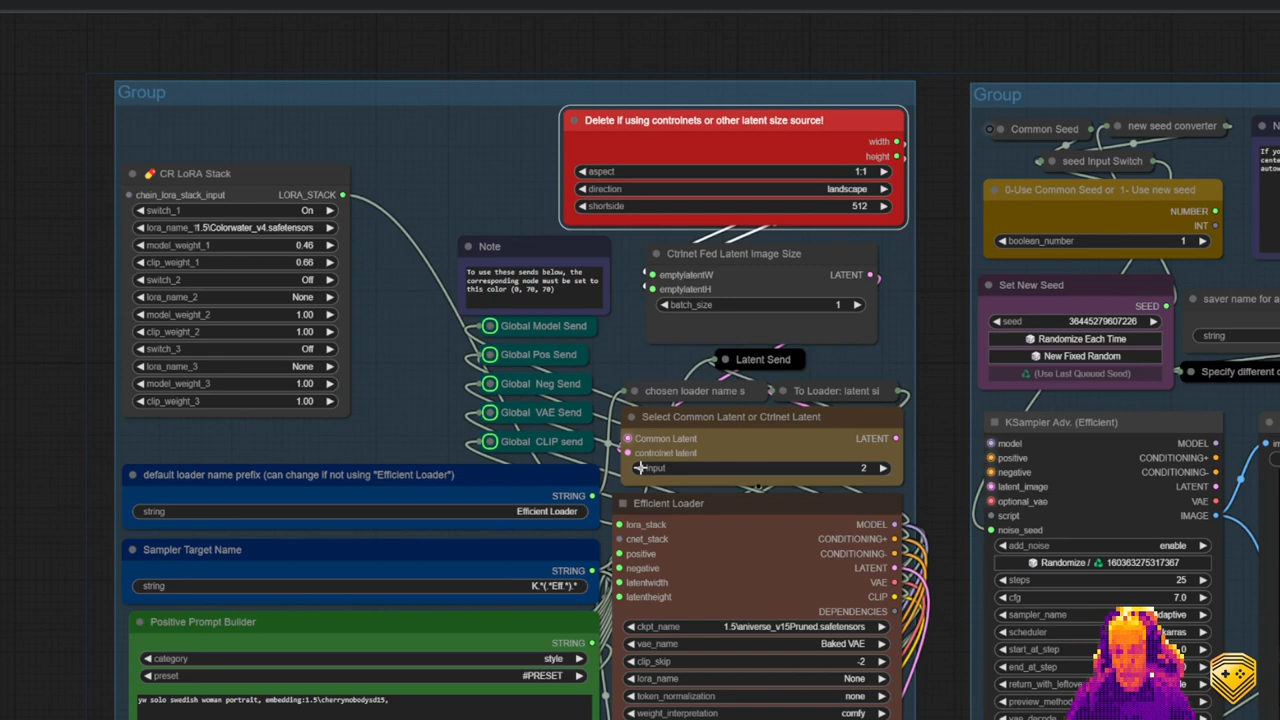 Group
Delete if using controlnets or other latent size source!
width
height
aspect 1:1
direction landscape
shortside 512
CR LoRA Stack
chain_lora_stack_input LORA_STACK
switch_1 On
lora_name_1 1.5\Colorwater_v4.safetensors
model_weight_1 0.46
clip_weight_1 0.66
switch_2 Off
lora_name_2 None
model_weight_2 1.00
clip_weight_2 1.00
switch_3 Off
lora_name_3 None
model_weight_3 1.00
clip_weight_3 1.00
Note
To use these sends below, the
corresponding node must be set to
this color (0, 70, 70)
Global Model Send
Global Pos Send
Global Neg Send
Global VAE Send
Global CLIP send
Ctrlnet Fed Latent Image Size
emptylatentW LATENT
emptylatentH
batch_size 1
Latent Send
chosen loader name s
To Loader: latent si
Select Common Latent or Ctrlnet Latent
Common Latent LATENT
controlnet latent
input 2
default loader name prefix (can change if not using "Efficient Loader")
STRING
string Efficient Loader
Sampler Target Name
STRING
string K.*(.*Eff.*).*
Positive Prompt Builder
STRING
category style
preset #PRESET
yw solo swedish woman portrait, embedding:1.5\berrymonybodysd15,
Efficient Loader
lora_stack MODEL
cnet_stack CONDITIONING+
positive CONDITIONING-
negative LATENT
latentwidth VAE
latentheight CLIP
DEPENDENCIES
ckpt_name 1.5\aniverse_v15Pruned.safetensors
vae_name Baked VAE
clip_skip -2
lora_name None
token_normalization none
weight_interpretation comfy
Group
Common Seed
new seed converter
seed Input Switch
0-Use Common Seed or 1- Use new seed
NUMBER
INT
boolean_number 1
Set New Seed
SEED
seed 36445279607226
Randomize Each Time
New Fixed Random
(Use Last Queued Seed)
saver name for a
string
Specify different
KSampler Adv. (Efficient)
model MODEL
positive CONDITIONING+
negative CONDITIONING-
latent_image LATENT
optional_vae VAE
script IMAGE
noise_seed
add_noise enable
Randomize / 160363275317367
steps 25
cfg 7.0
sampler_name
scheduler karras
start_at_step
end_at_step
return_with_leftove
preview_method
vae_decode